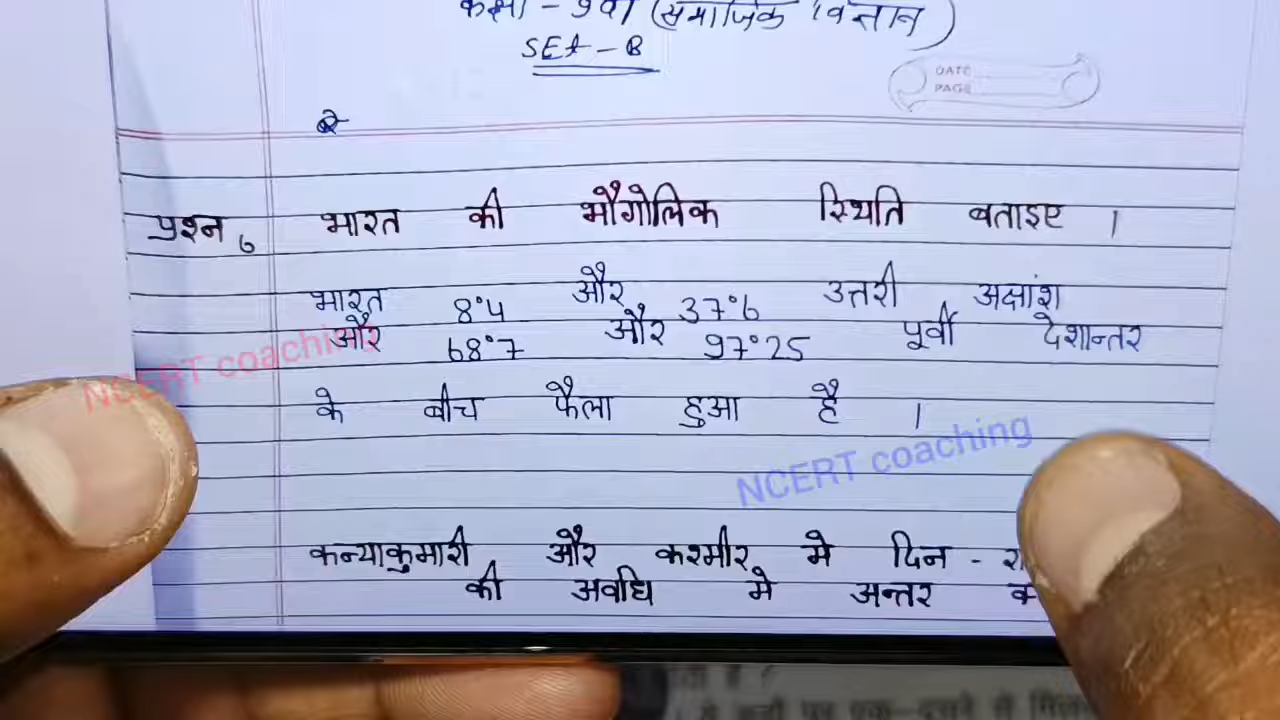 कक्षा - 9वी (समाजिक विज्ञान)
SET - B
DATE
PAGE
प्रश्न 6 भारत की भौगोलिक स्थिति बताइए ।
भारत 8°4 और 37°6 उत्तरी अक्षांश
और 68°7 और 97°25 पूर्वी देशान्तर
के बीच फैला हुआ है ।
कन्याकुमारी और कश्मीर मे दिन -
की अवधि मे अन्तर
NCERT coaching
NCERT coaching